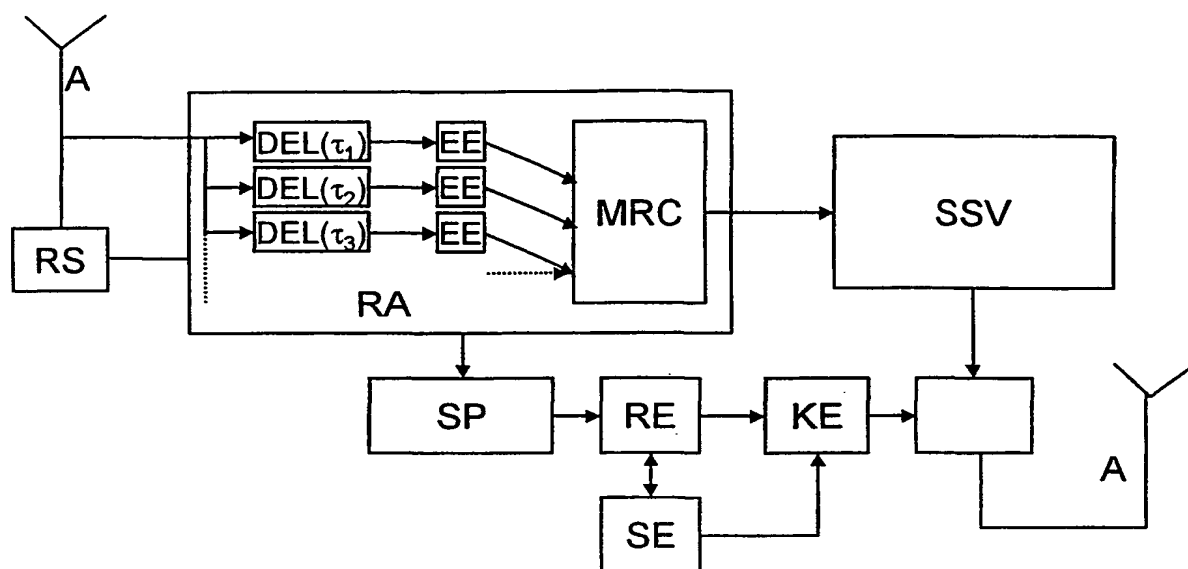 A
DEL(τ₁)
EE
DEL(τ₂)
EE
DEL(τ₃)
EE
MRC
SSV
RS
RA
SP
RE
KE
A
SE